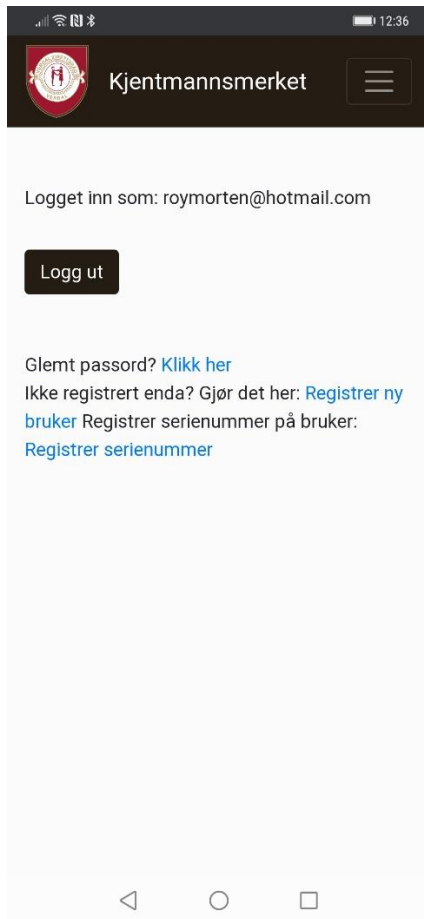 12:36
Kjentmannsmerket
Logget inn som: roymorten@hotmail.com
Logg ut
Glemt passord? Klikk her
Ikke registrert enda? Gjør det her: Registrer ny
bruker Registrer serienummer på bruker:
Registrer serienummer